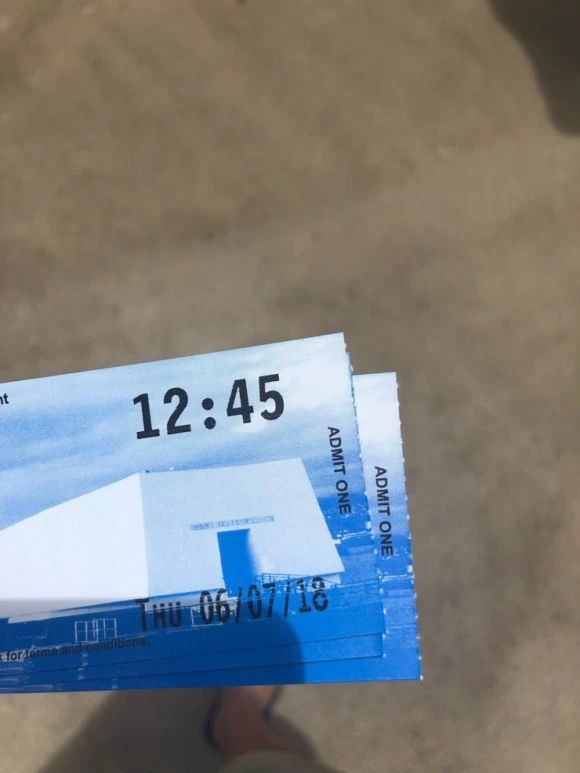 nt
12:45
ADMIT ONE
ADMIT ONE
THU 06/07/18
k for terms and conditions.